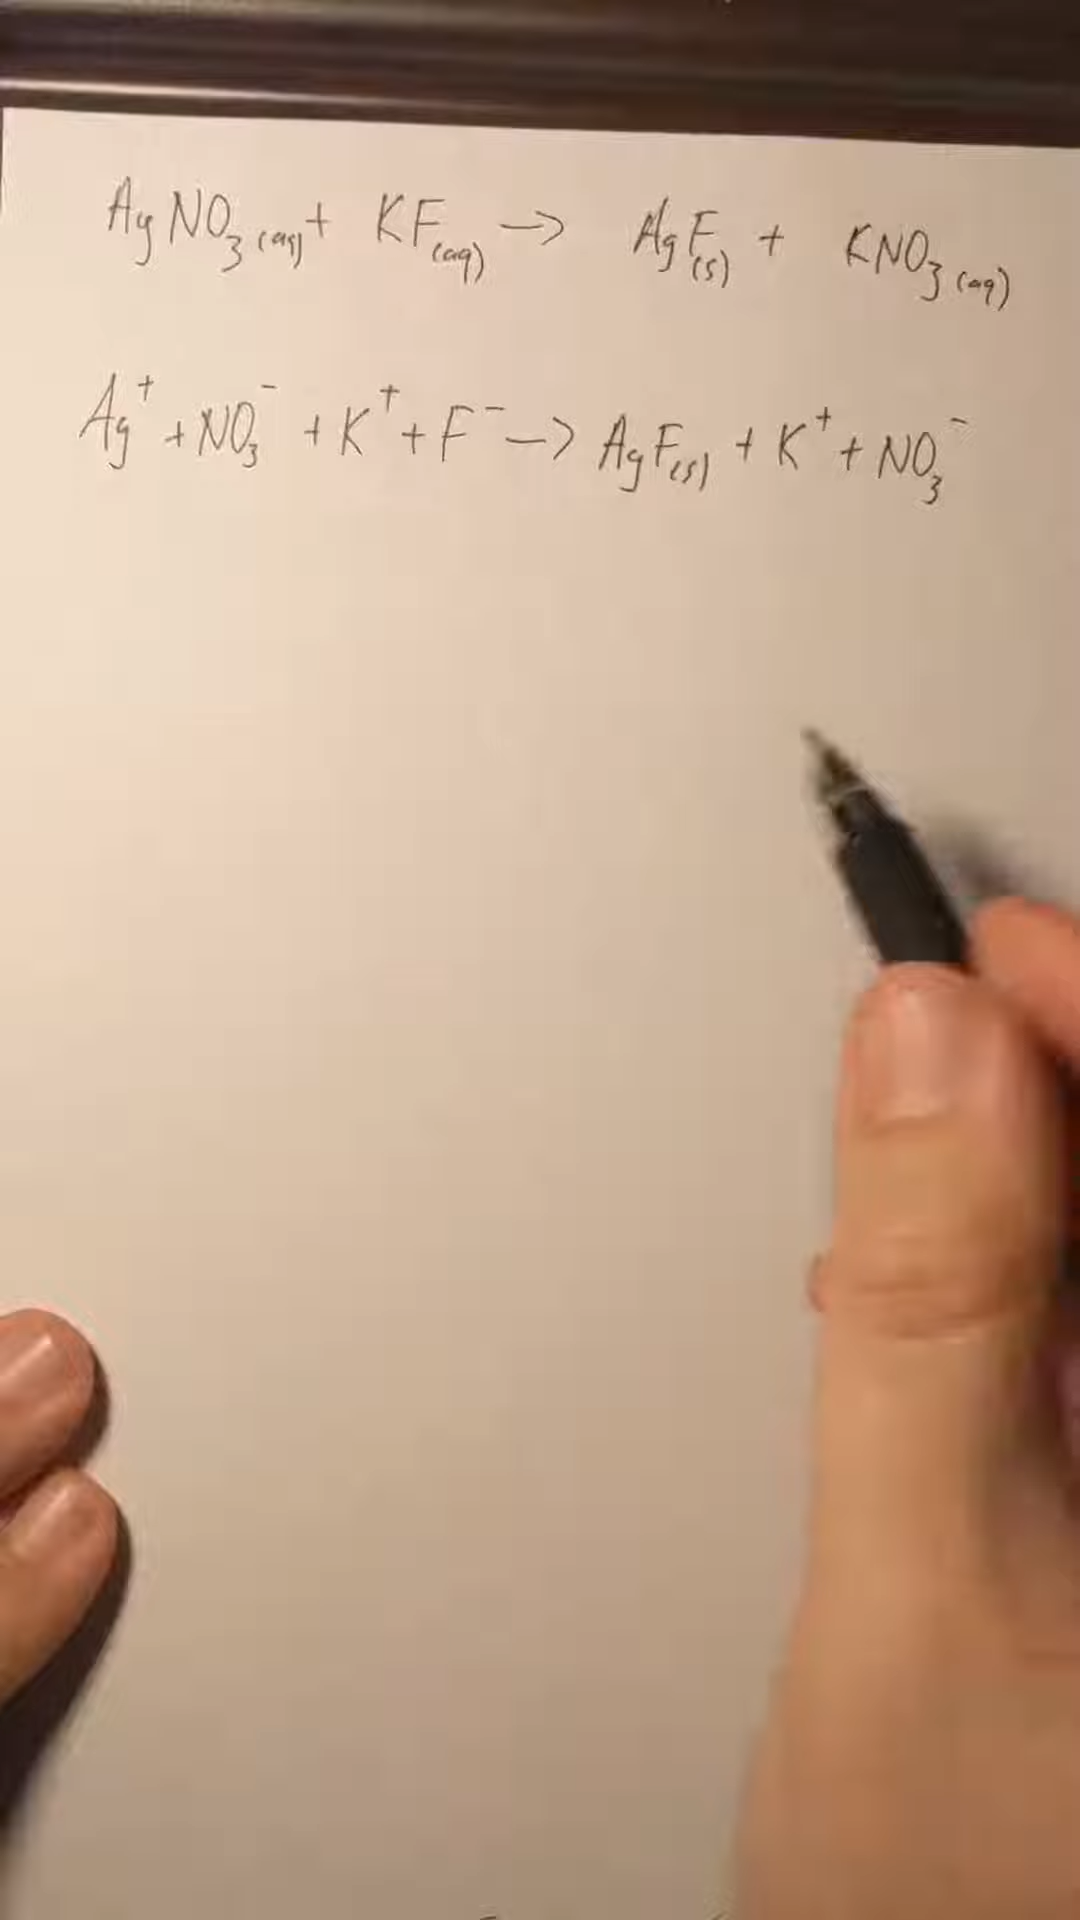 AgNO₃(aq) + KF(aq) → AgF(s) + KNO₃(aq)
Ag⁺ + NO₃⁻ + K⁺ + F⁻ → AgF(s) + K⁺ + NO₃⁻